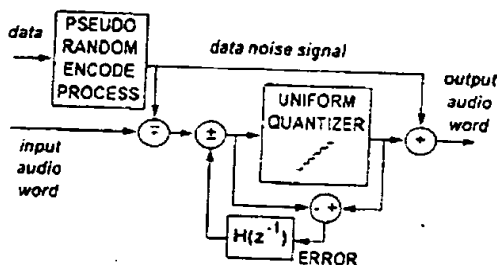 PSEUDO
RANDOM
ENCODE
PROCESS
data
data noise signal
output
audio
word
UNIFORM
QUANTIZER
input
audio
word
∓
±
+
- +
H(z⁻¹)
ERROR